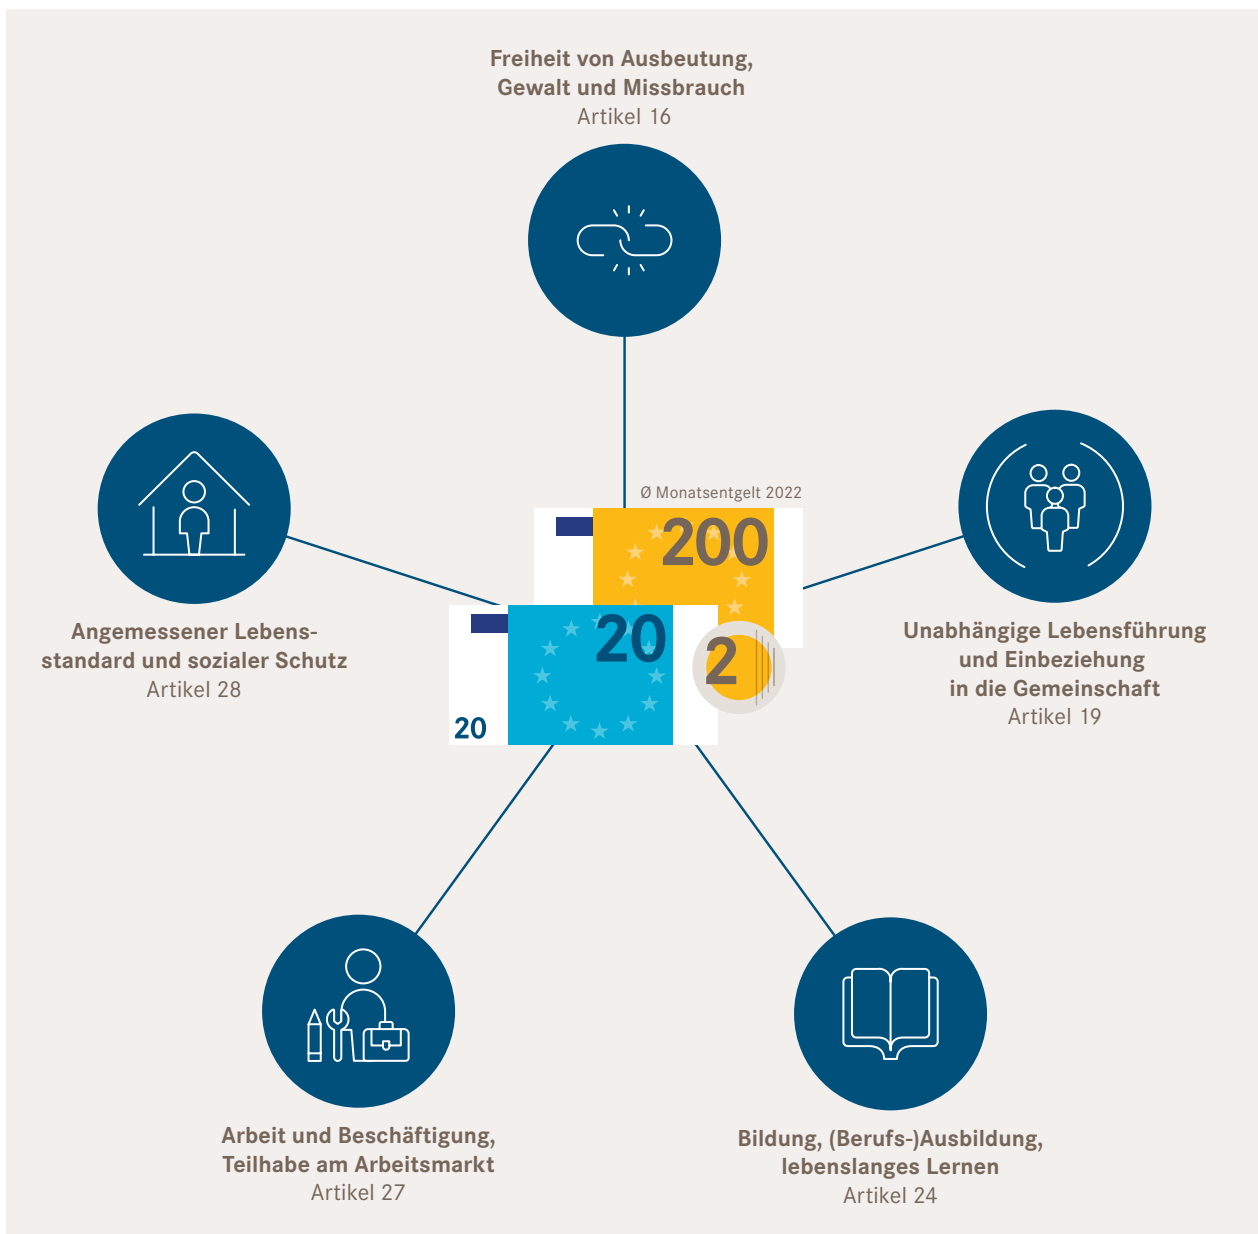 Freiheit von Ausbeutung,
Gewalt und Missbrauch
Artikel 16
Ø Monatsentgelt 2022
200
20
2
20
Angemessener Lebens-
standard und sozialer Schutz
Artikel 28
Unabhängige Lebensführung
und Einbeziehung
in die Gemeinschaft
Artikel 19
Arbeit und Beschäftigung,
Teilhabe am Arbeitsmarkt
Artikel 27
Bildung, (Berufs-)Ausbildung,
lebenslanges Lernen
Artikel 24